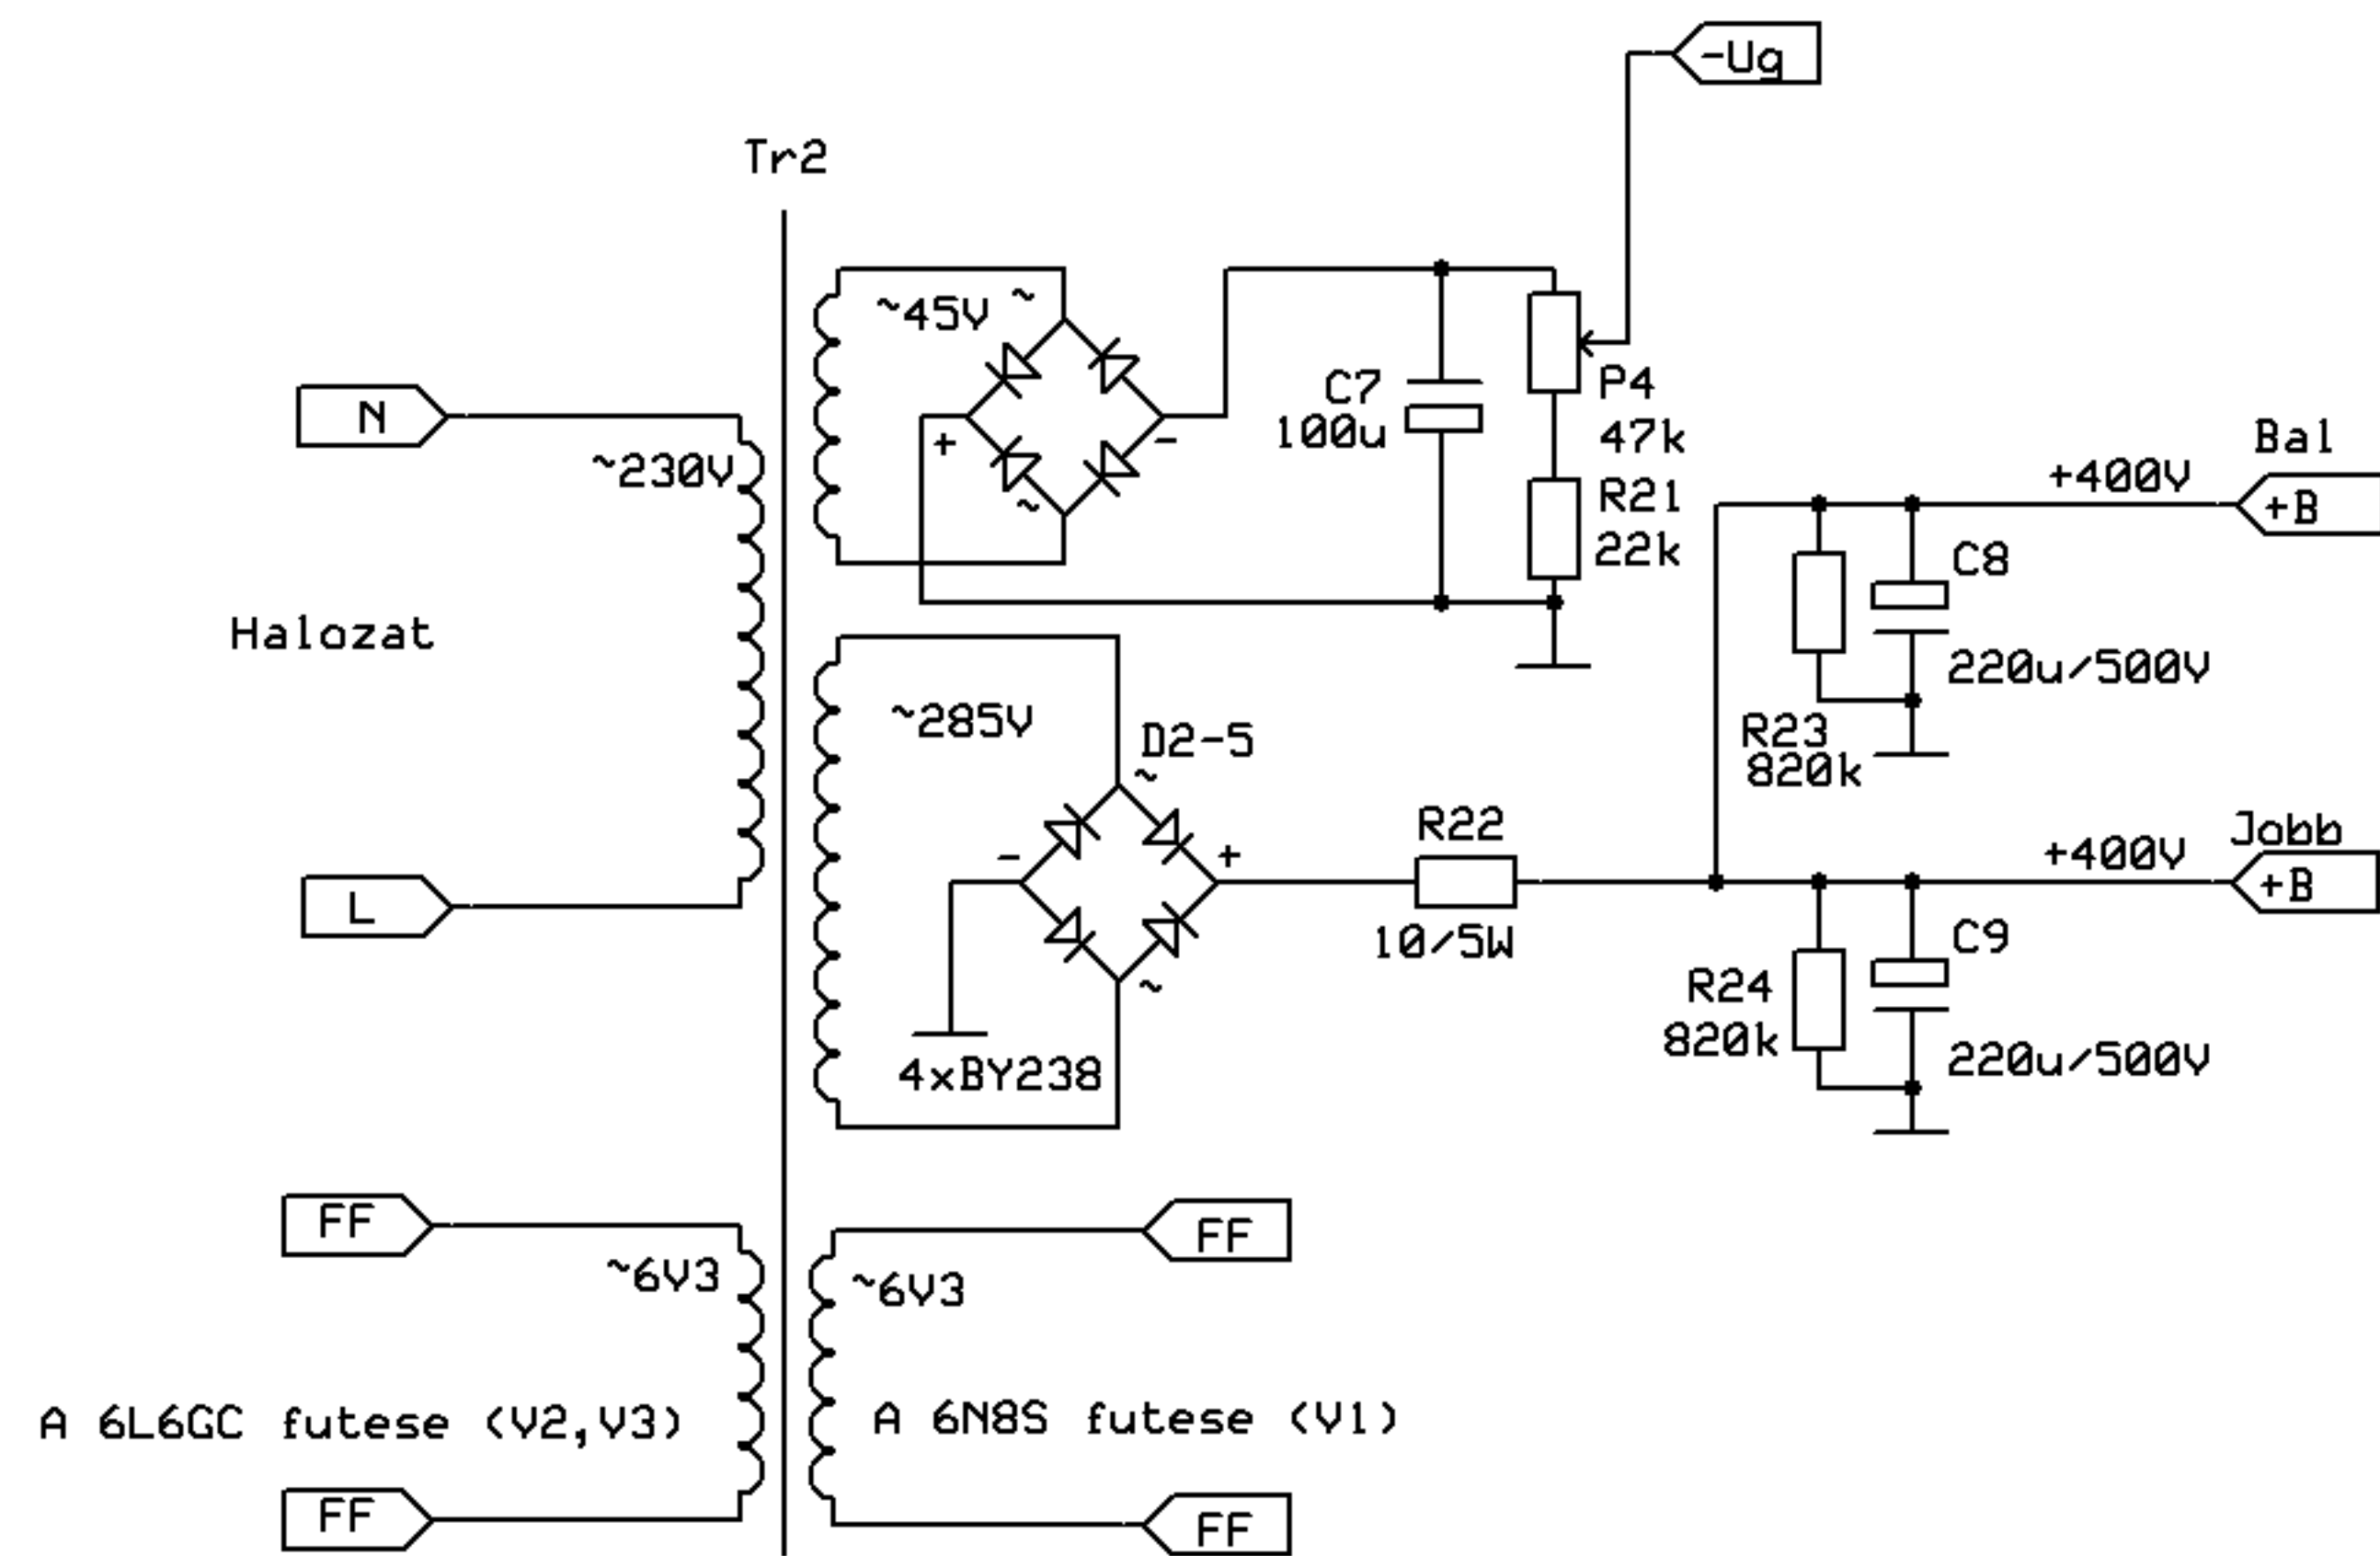 -Ug
Tr2
~45V
~
N
~230V
+
-
~
C7
100u
P4
47k
R21
22k
Bal
+400V
+B
C8
220u/500V
R23
820k
Halozat
~285V
D2-5
~
-
+
~
R22
10/5W
Jobb
+400V
+B
C9
220u/500V
R24
820k
L
4xBY238
FF
~6V3
FF
~6V3
A 6L6GC futese (V2,V3)
A 6N8S futese (V1)
FF
FF